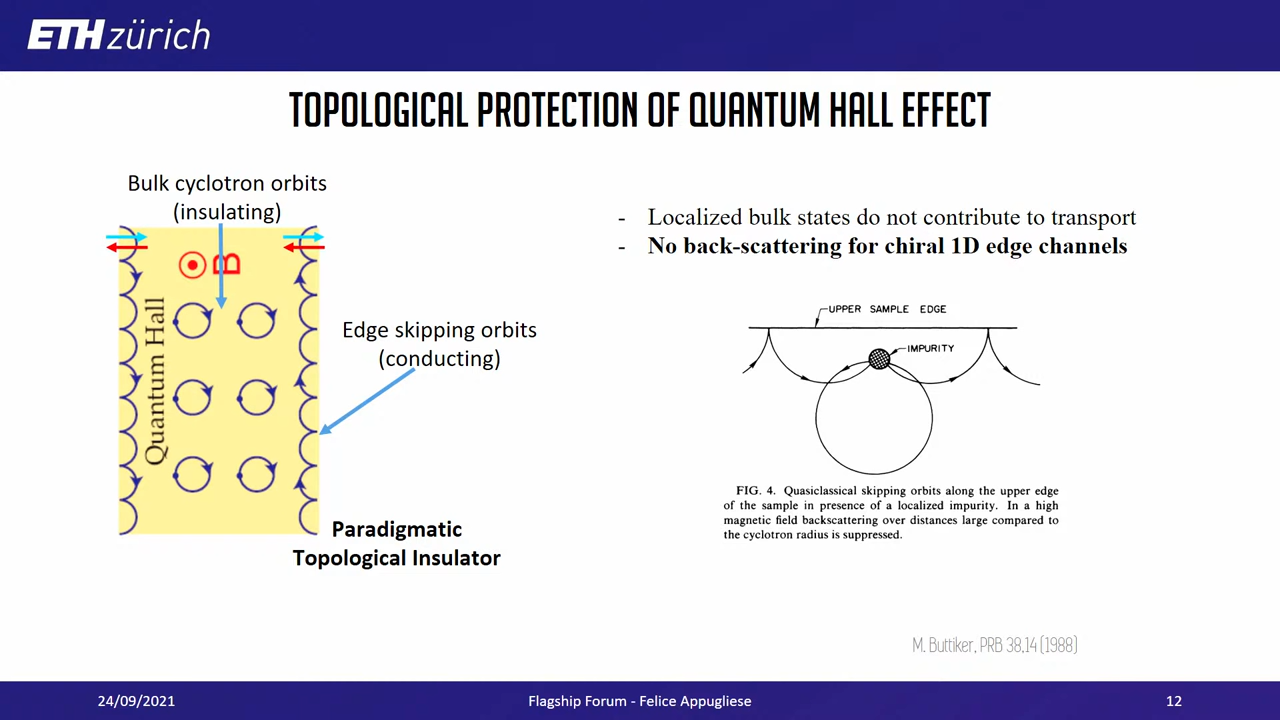 ETH zürich
TOPOLOGICAL PROTECTION OF QUANTUM HALL EFFECT
Bulk cyclotron orbits
(insulating)
B
Quantum Hall
Edge skipping orbits
(conducting)
Paradigmatic
Topological Insulator
- Localized bulk states do not contribute to transport
- No back-scattering for chiral 1D edge channels
UPPER SAMPLE EDGE
IMPURITY
FIG. 4. Quasiclassical skipping orbits along the upper edge
of the sample in presence of a localized impurity. In a high
magnetic field backscattering over distances large compared to
the cyclotron radius is suppressed.
M. Buttiker, PRB 38,14 (1988)
24/09/2021
Flagship Forum - Felice Appugliese
12